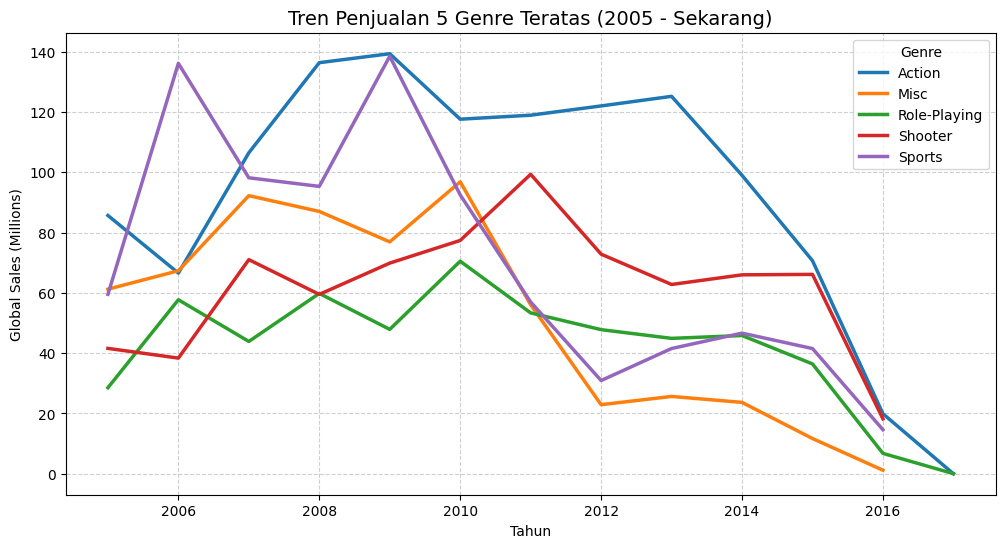 Tren Penjualan 5 Genre Teratas (2005 - Sekarang)
Global Sales (Millions)
140
120
100
80
60
40
20
0
Genre
Action
Misc
Role-Playing
Shooter
Sports
2006 2008 2010 2012 2014 2016
Tahun